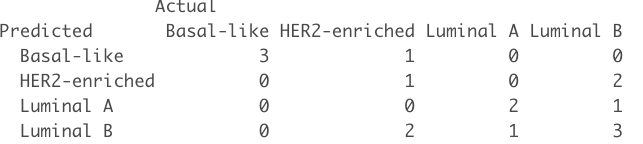 Actual
Predicted Basal-like HER2-enriched Luminal A Luminal B
Basal-like 3 1 0 0
HER2-enriched 0 1 0 2
Luminal A 0 0 2 1
Luminal B 0 2 1 3